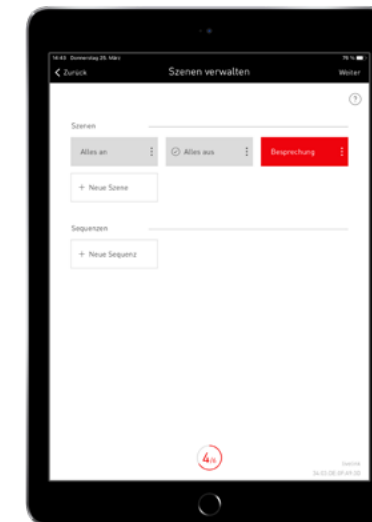 14:43 Donnerstag 25. März 75 %
Zurück Szenen verwalten Weiter
?
Szenen
Alles an Alles aus Besprechung
+ Neue Szene
Sequenzen
+ Neue Sequenz